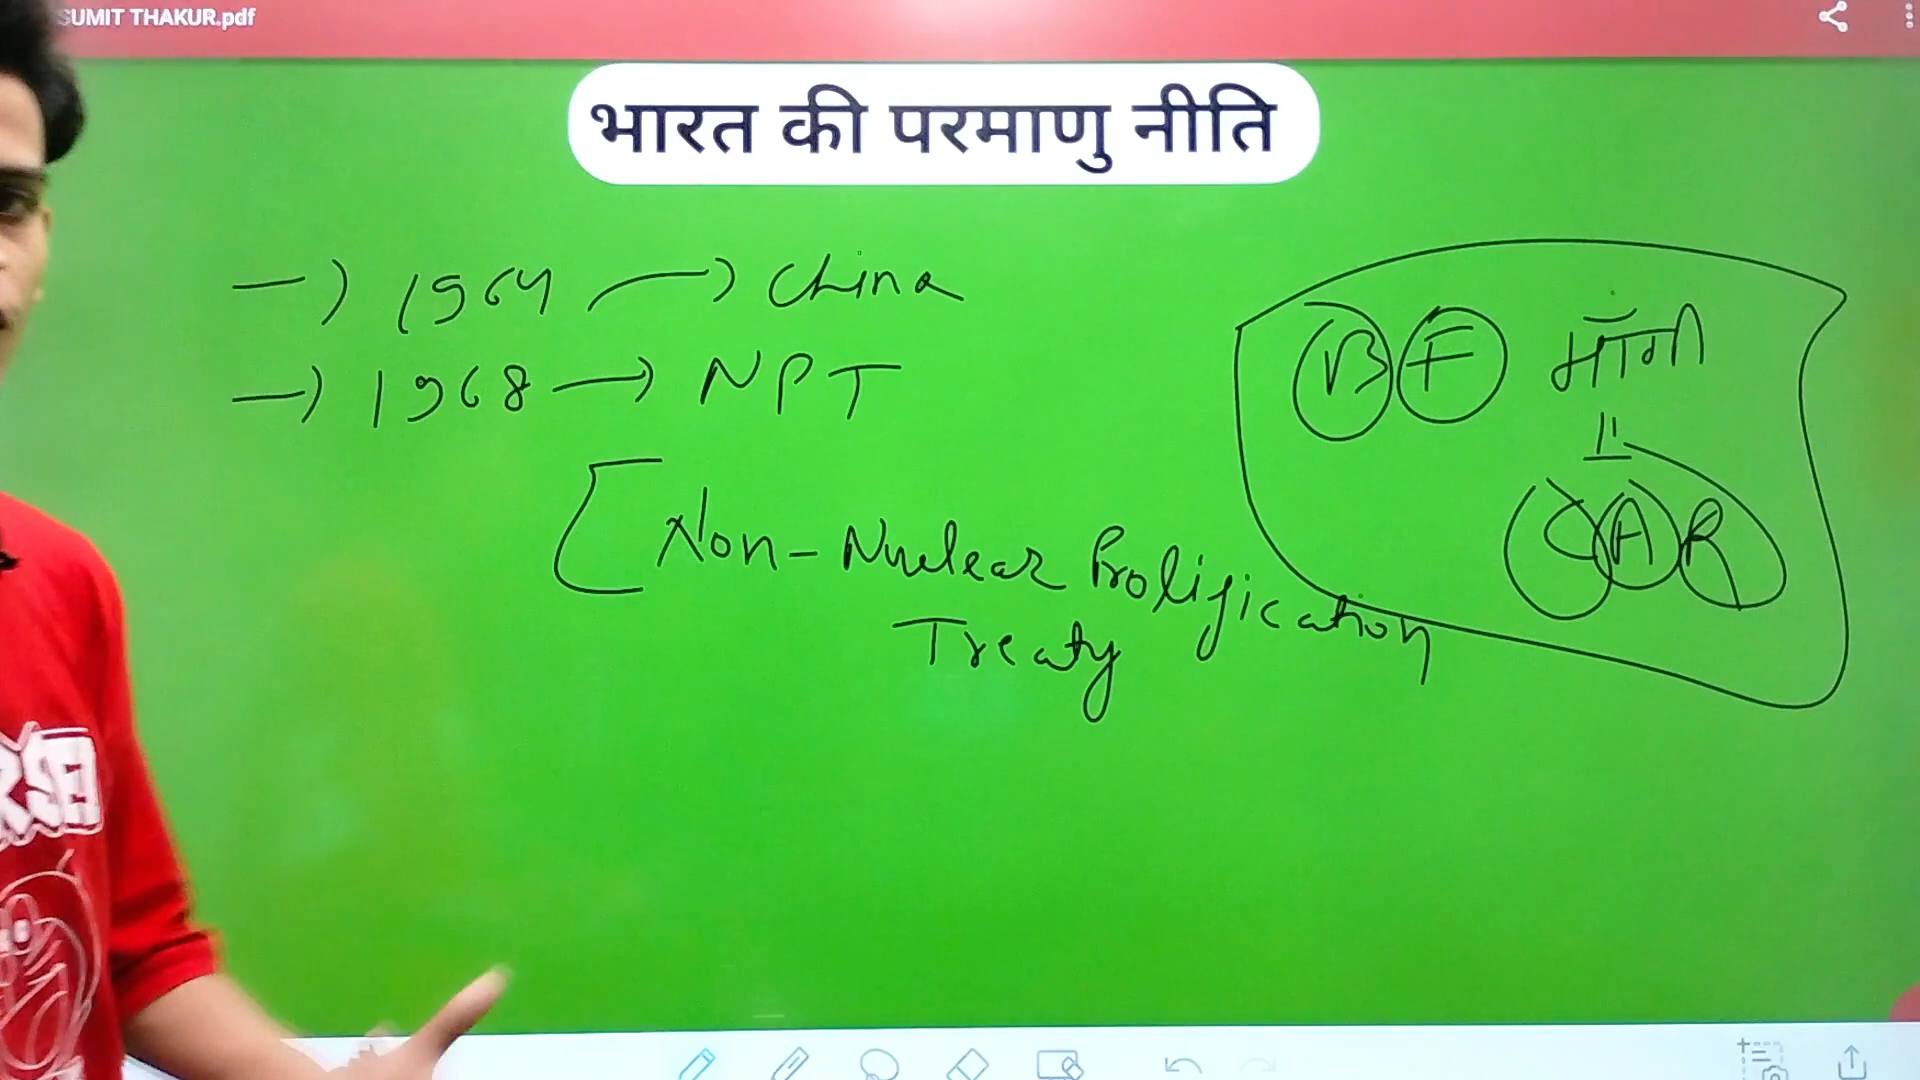 SUMIT THAKUR.pdf
भारत की परमाणु नीति
→ 1964 → China
→ 1968 → NPT
[Non-Nuclear Prolification
Treaty
B F माँगी
C A R